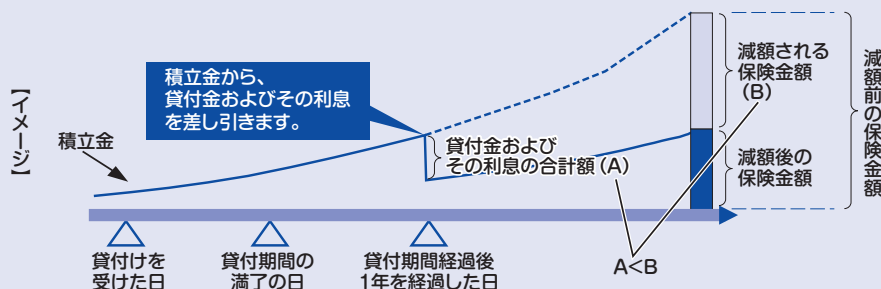 【イメージ】
積立金
積立金から、
貸付金およびその利息
を差し引きます。
貸付金および
その利息の合計額（A）
減額される
保険金額
（B）
減額後の
保険金額
減額前の保険金額
A<B
貸付けを
受けた日
貸付期間の
満了の日
貸付期間経過後
1年を経過した日